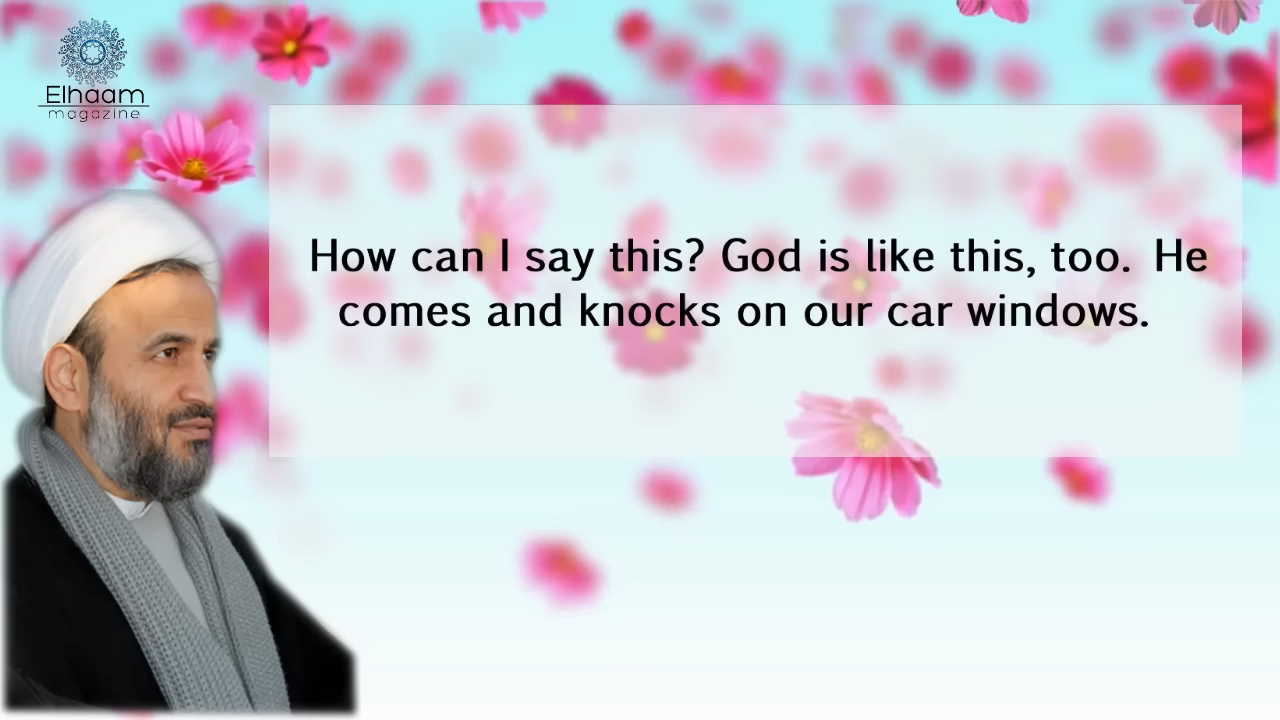 Elhaam
magazine
How can I say this? God is like this, too. He
comes and knocks on our car windows.